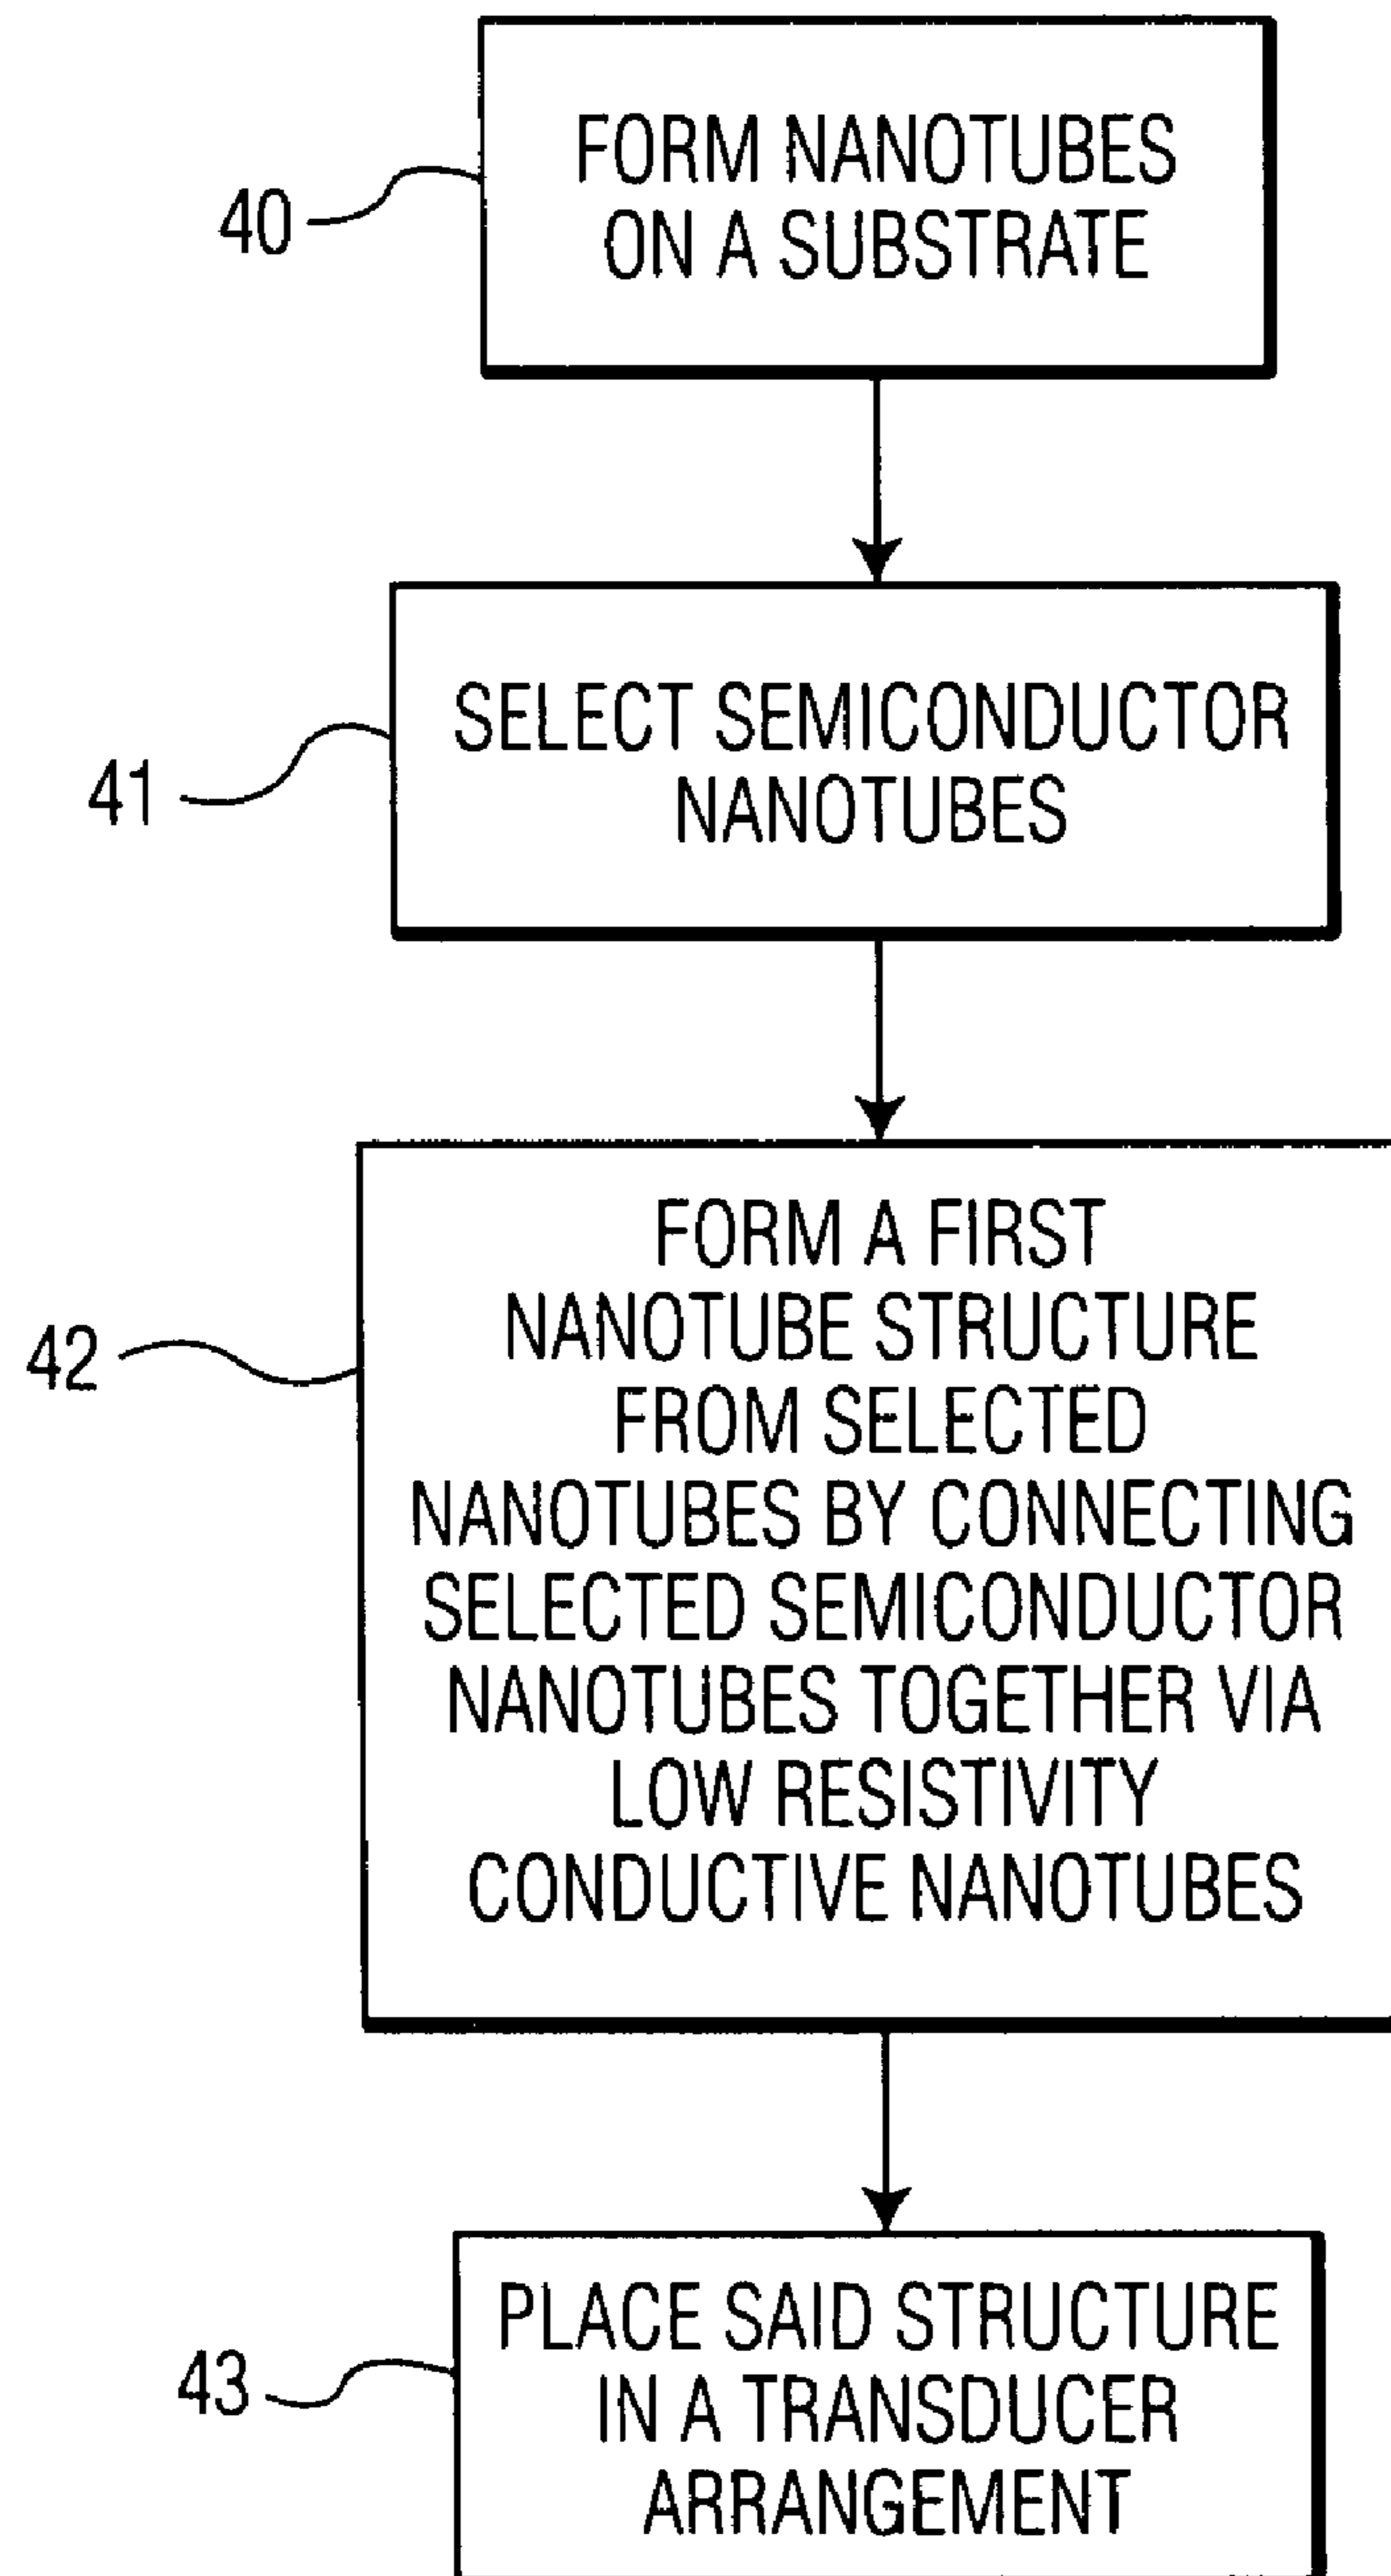 FORM NANOTUBES
ON A SUBSTRATE
40
SELECT SEMICONDUCTOR
NANOTUBES
41
FORM A FIRST
NANOTUBE STRUCTURE
FROM SELECTED
NANOTUBES BY CONNECTING
SELECTED SEMICONDUCTOR
NANOTUBES TOGETHER VIA
LOW RESISTIVITY
CONDUCTIVE NANOTUBES
42
PLACE SAID STRUCTURE
IN A TRANSDUCER
ARRANGEMENT
43